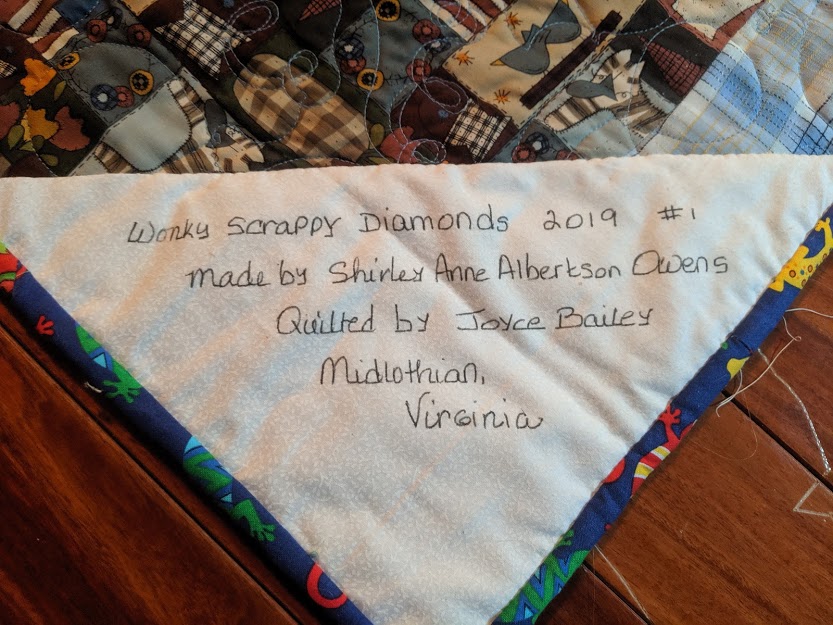 Wonky Scrappy Diamonds 2019 #1
made by Shirley Anne Albertson Owens
Quilted by Joyce Bailey
Midlothian,
Virginia